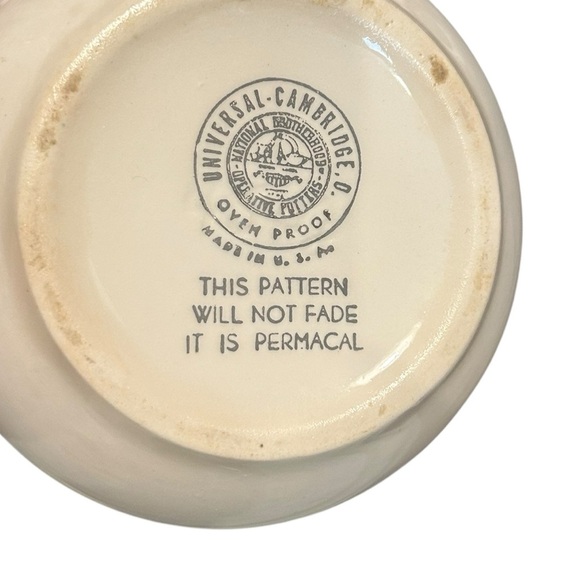 UNIVERSAL-CAMBRIDGE, O.
NATIONAL BROTHERHOOD
OPERATIVE POTTERS
OVEN PROOF
MADE IN U. S. A.
THIS PATTERN
WILL NOT FADE
IT IS PERMACAL